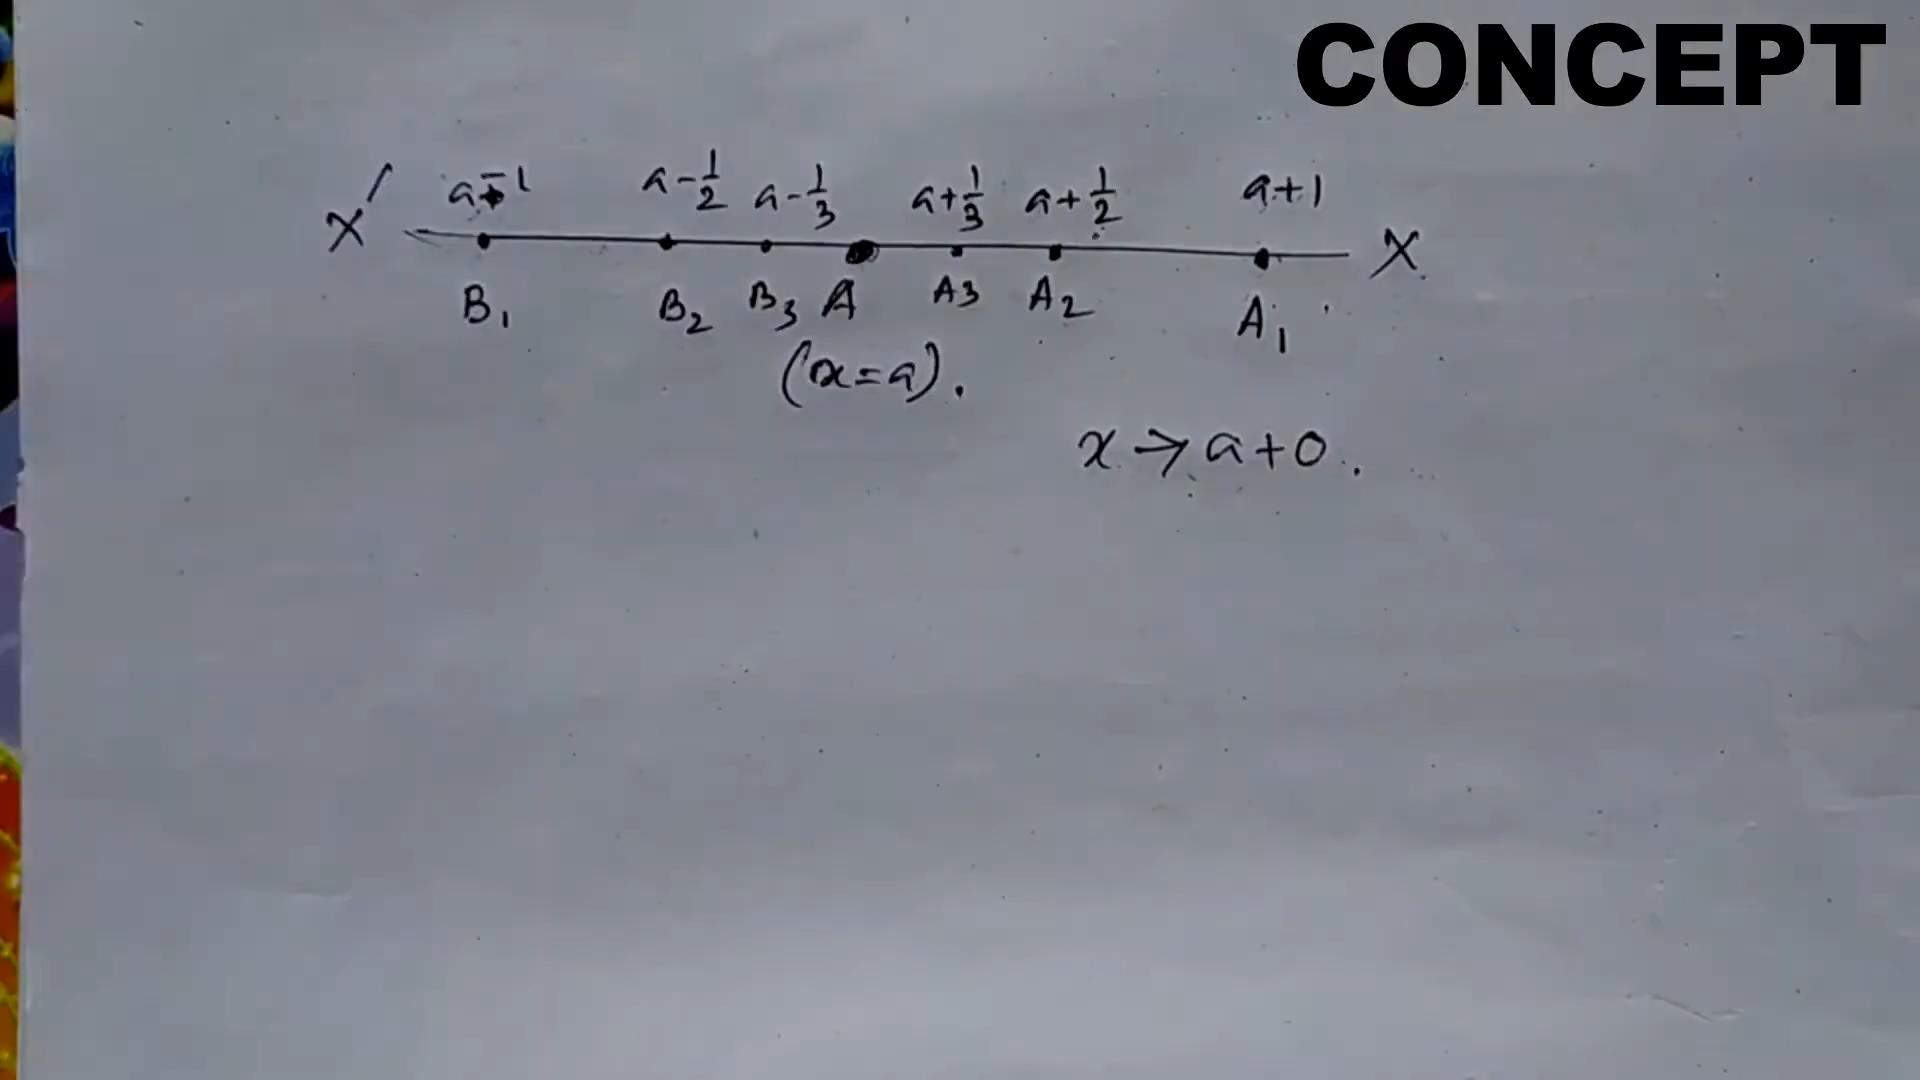 CONCEPT
a-1 a-1/2 a-1/3 a+1/3 a+1/2 a+1
X' X
B1 B2 B3 A A3 A2 A1
(x=a).
x → a+0.